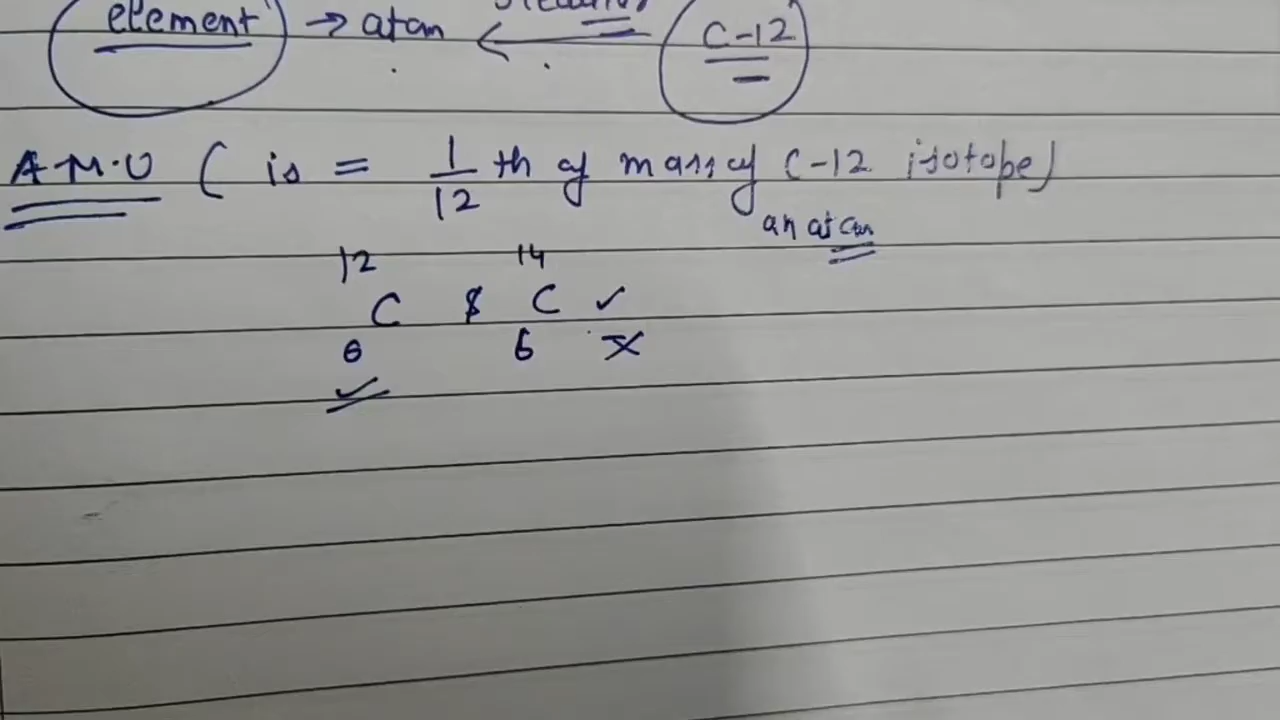 element → atom ← C-12
A.M.U ( is = 1/12 th of mass of C-12 isotope)
an atom
12 14
C & C ✓
6 6 ×